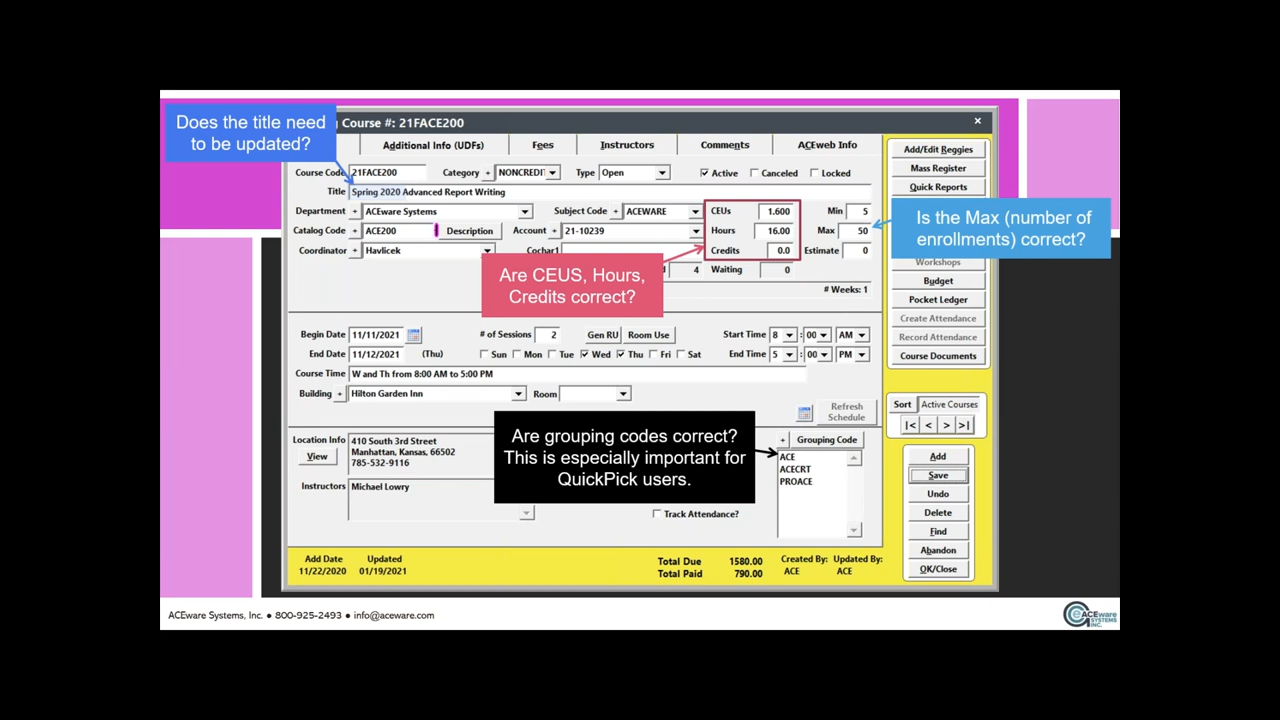 Does the title need
to be updated?
Course #: 21FACE200
Additional Info (UDFs)
Fees
Instructors
Comments
ACEweb Info
Course Code 21FACE200
Category + NONCREDIT
Type Open
Active
Canceled
Locked
Title Spring 2020 Advanced Report Writing
Department + ACEware Systems
Subject Code + ACEWARE
CEUs 1.600
Min 5
Catalog Code + ACE200
Description
Account + 21-10239
Hours 16.00
Max 50
Coordinator + Havlicek
Cochar1
Credits 0.0
Estimate 0
4
Waiting 0
# Weeks: 1
Are CEUS, Hours,
Credits correct?
Is the Max (number of
enrollments) correct?
Begin Date 11/11/2021
# of Sessions 2
Gen RU
Room Use
Start Time 8 : 00 AM
End Date 11/12/2021 (Thu)
Sun Mon Tue Wed Thu Fri Sat
End Time 5 : 00 PM
Course Time W and Th from 8:00 AM to 5:00 PM
Building + Hilton Garden Inn
Room
Refresh
Schedule
Location Info
View
410 South 3rd Street
Manhattan, Kansas, 66502
785-532-9116
Instructors Michael Lowry
Are grouping codes correct?
This is especially important for
QuickPick users.
+ Grouping Code
ACE
ACECRT
PROACE
Track Attendance?
Add Date
11/22/2020
Updated
01/19/2021
Total Due 1580.00
Total Paid 790.00
Created By:
ACE
Updated By:
ACE
Add/Edit Reggies
Mass Register
Quick Reports
Workshops
Budget
Pocket Ledger
Create Attendance
Record Attendance
Course Documents
Sort Active Courses
|< < > >|
Add
Save
Undo
Delete
Find
Abandon
OK/Close
ACEware Systems, Inc. ● 800-925-2493 ● info@aceware.com
ACEware
SYSTEMS
INC.